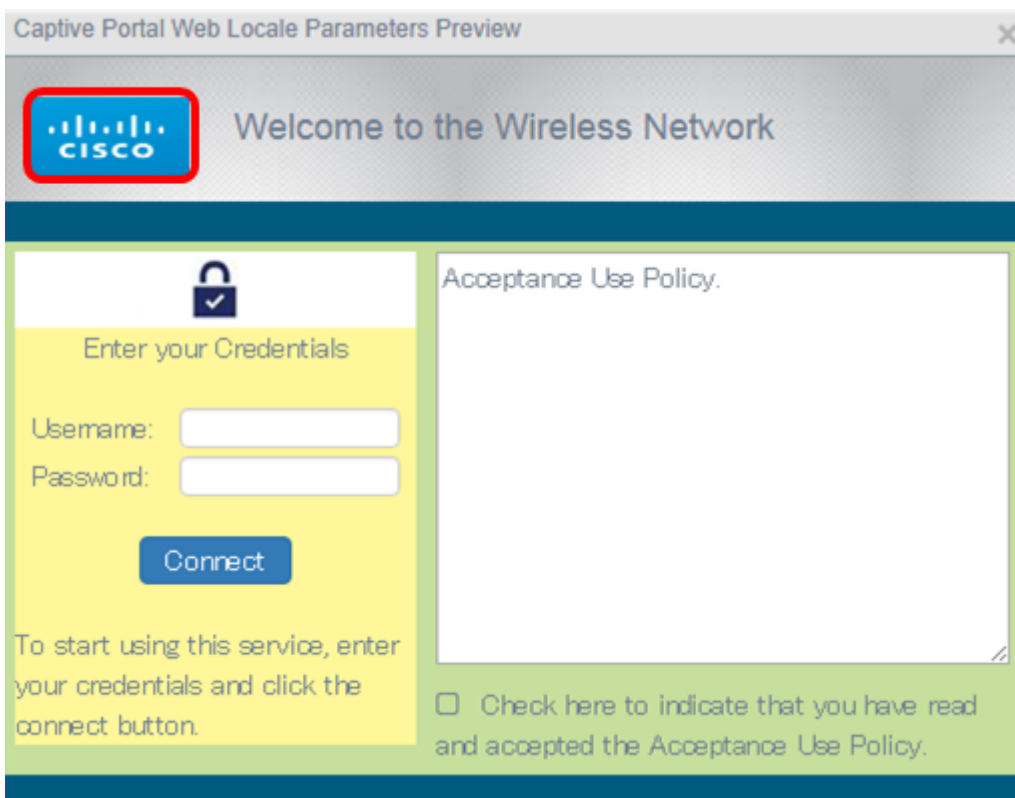 Captive Portal Web Locale Parameters Preview
CISCO
Welcome to the Wireless Network
Enter your Credentials
Username:
Password:
Connect
To start using this service, enter
your credentials and click the
connect button.
Acceptance Use Policy.
Check here to indicate that you have read
and accepted the Acceptance Use Policy.